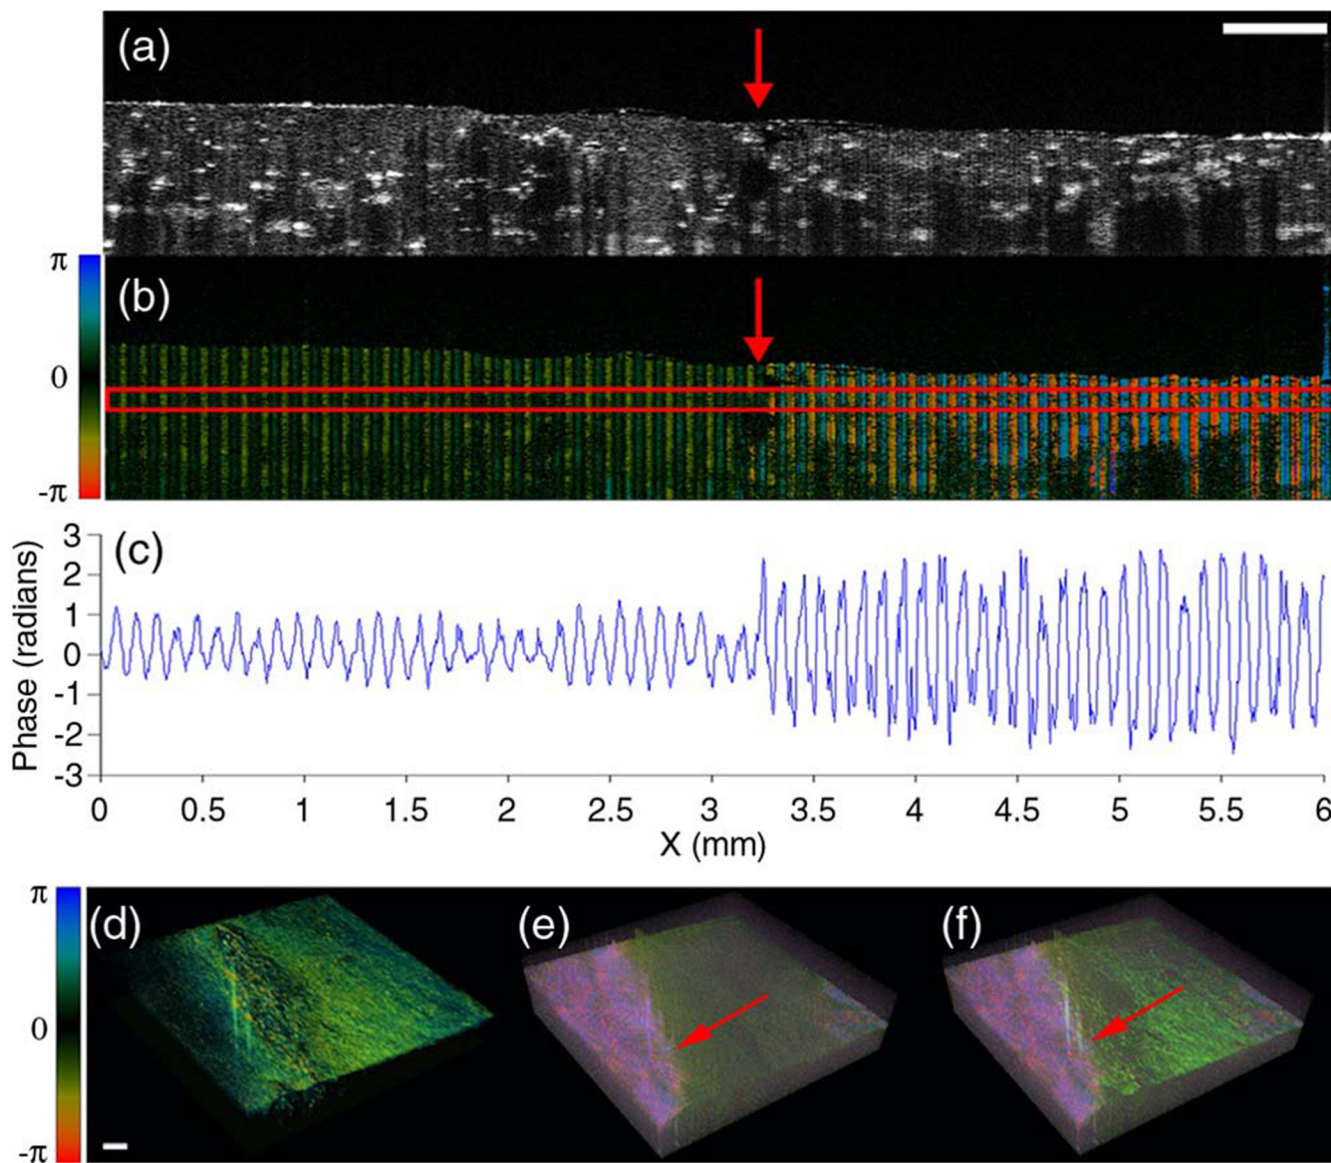 (a)
π
(b)
0
-π
3
(c)
2
1
0
-1
-2
-3
Phase (radians)
0 0.5 1 1.5 2 2.5 3 3.5 4 4.5 5 5.5 6
X (mm)
π
(d) (e) (f)
0
-π